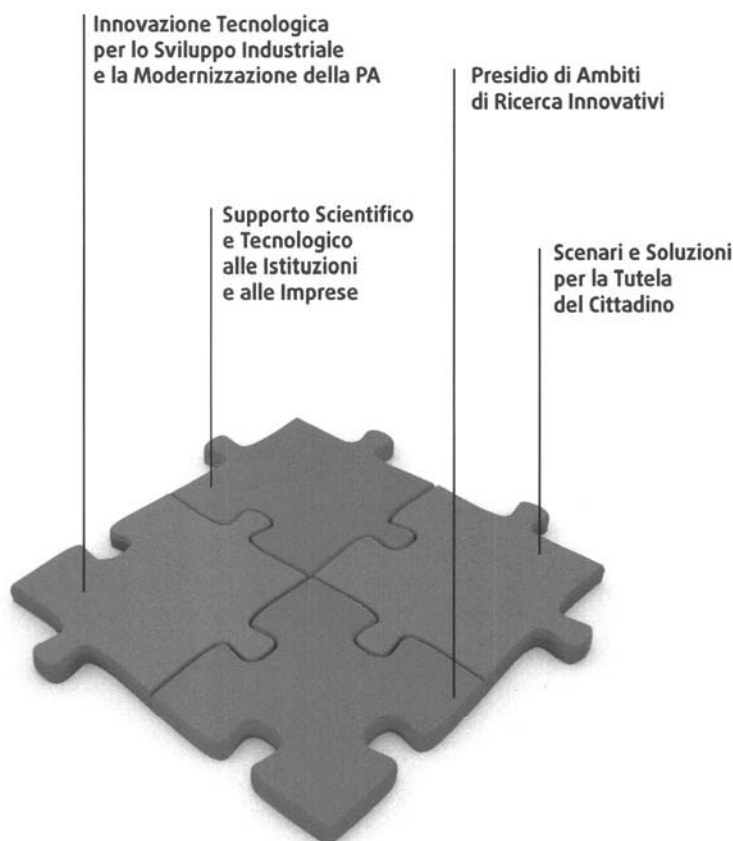 Innovazione Tecnologica
per lo Sviluppo Industriale
e la Modernizzazione della PA
Presidio di Ambiti
di Ricerca Innovativi
Supporto Scientifico
e Tecnologico
alle Istituzioni
e alle Imprese
Scenari e Soluzioni
per la Tutela
del Cittadino